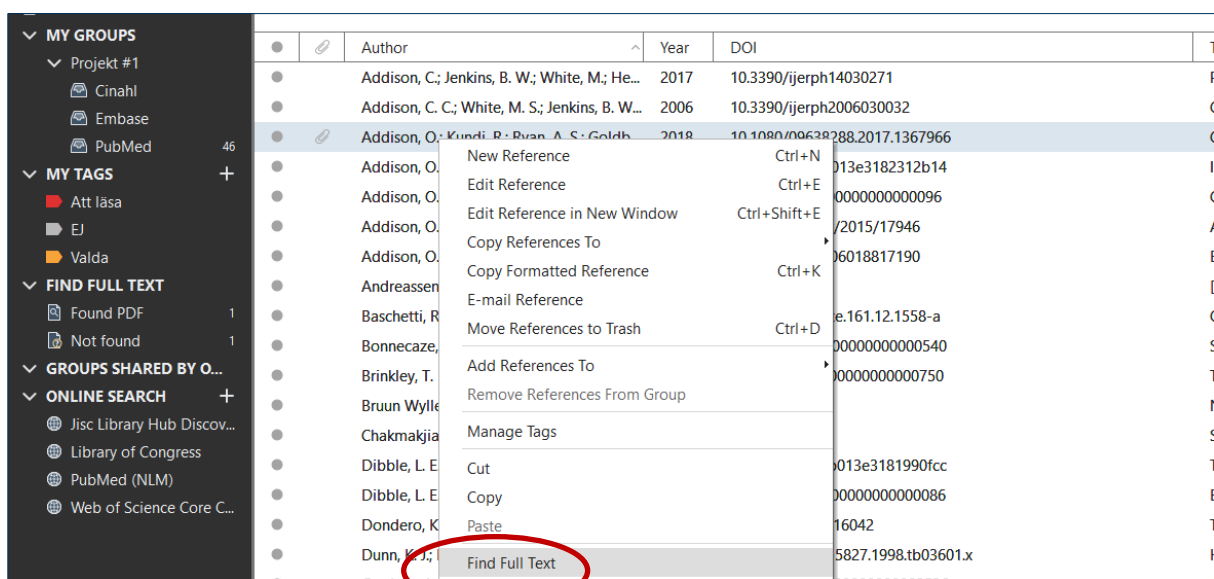 MY GROUPS
Projekt #1
Cinahl
Embase
PubMed 46
MY TAGS +
Att läsa
EJ
Valda
FIND FULL TEXT
Found PDF 1
Not found 1
GROUPS SHARED BY O...
ONLINE SEARCH +
Jisc Library Hub Discov...
Library of Congress
PubMed (NLM)
Web of Science Core C...
Author Year DOI
Addison, C.; Jenkins, B. W.; White, M.; He... 2017 10.3390/ijerph14030271
Addison, C. C.; White, M. S.; Jenkins, B. W... 2006 10.3390/ijerph2006030032
Addison, O.; Kundi, R.; Ryan, A. S.; Goldb... 2018 10.1080/09638288.2017.1367966
Addison, O. 013e3182312b14
Addison, O. 0000000000096
Addison, O. /2015/17946
Addison, O. 06018817190
Andreassen
Baschetti, R e.161.12.1558-a
Bonnecaze, 00000000000540
Brinkley, T. 00000000000750
Bruun Wylle
Chakmakjia
Dibble, L. E 013e3181990fcc
Dibble, L. E 00000000000086
Dondero, K 16042
Dunn, K. J.; 5827.1998.tb03601.x
New Reference Ctrl+N
Edit Reference Ctrl+E
Edit Reference in New Window Ctrl+Shift+E
Copy References To
Copy Formatted Reference Ctrl+K
E-mail Reference
Move References to Trash Ctrl+D
Add References To
Remove References From Group
Manage Tags
Cut
Copy
Paste
Find Full Text